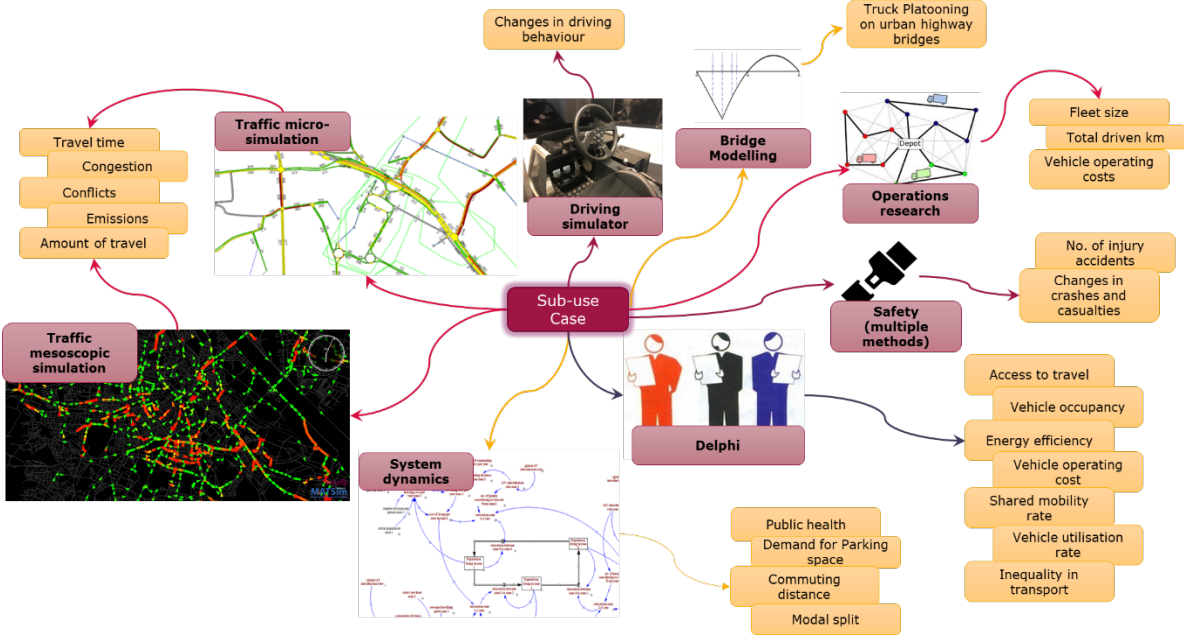 Changes in driving
behaviour
Truck Platooning
on urban highway
bridges
Traffic micro-
simulation
Travel time
Congestion
Conflicts
Emissions
Amount of travel
Driving
simulator
Bridge
Modelling
Depot
Operations
research
Fleet size
Total driven km
Vehicle operating
costs
Sub-use
Case
Safety
(multiple
methods)
No. of injury
accidents
Changes in
crashes and
casualties
Traffic
mesoscopic
simulation
MATSim
System
dynamics
Delphi
Access to travel
Vehicle occupancy
Energy efficiency
Vehicle operating
cost
Shared mobility
rate
Vehicle utilisation
rate
Inequality in
transport
Public health
Demand for Parking
space
Commuting
distance
Modal split